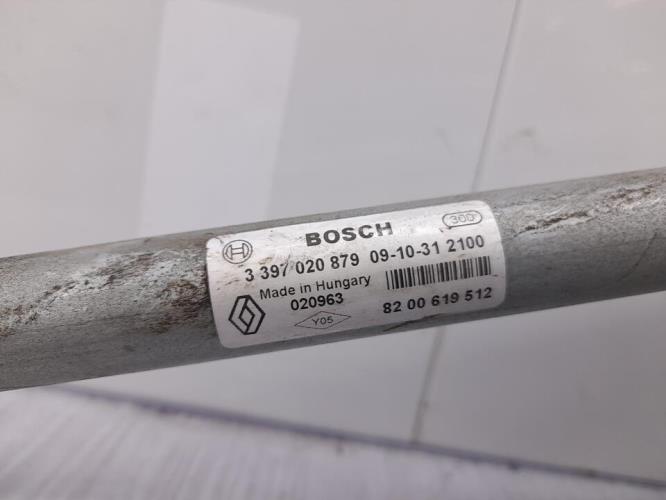 BOSCH 300
3 397 020 879 09-10-31 2100
Made in Hungary
020963
Y05 82 00 619 512